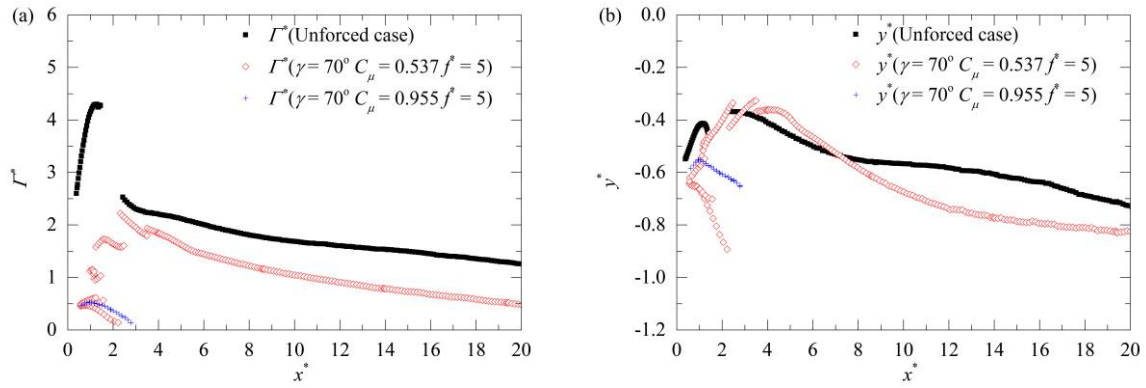 (a)
6
5
4
3
2
1
0
Γ*
Γ*(Unforced case)
Γ*(γ = 70° Cμ = 0.537 f* = 5)
Γ*(γ = 70° Cμ = 0.955 f* = 5)
0 2 4 6 8 10 12 14 16 18 20
x*
(b)
0.0
-0.2
-0.4
-0.6
-0.8
-1.0
-1.2
y*
y*(Unforced case)
y*(γ = 70° Cμ = 0.537 f* = 5)
y*(γ = 70° Cμ = 0.955 f* = 5)
0 2 4 6 8 10 12 14 16 18 20
x*